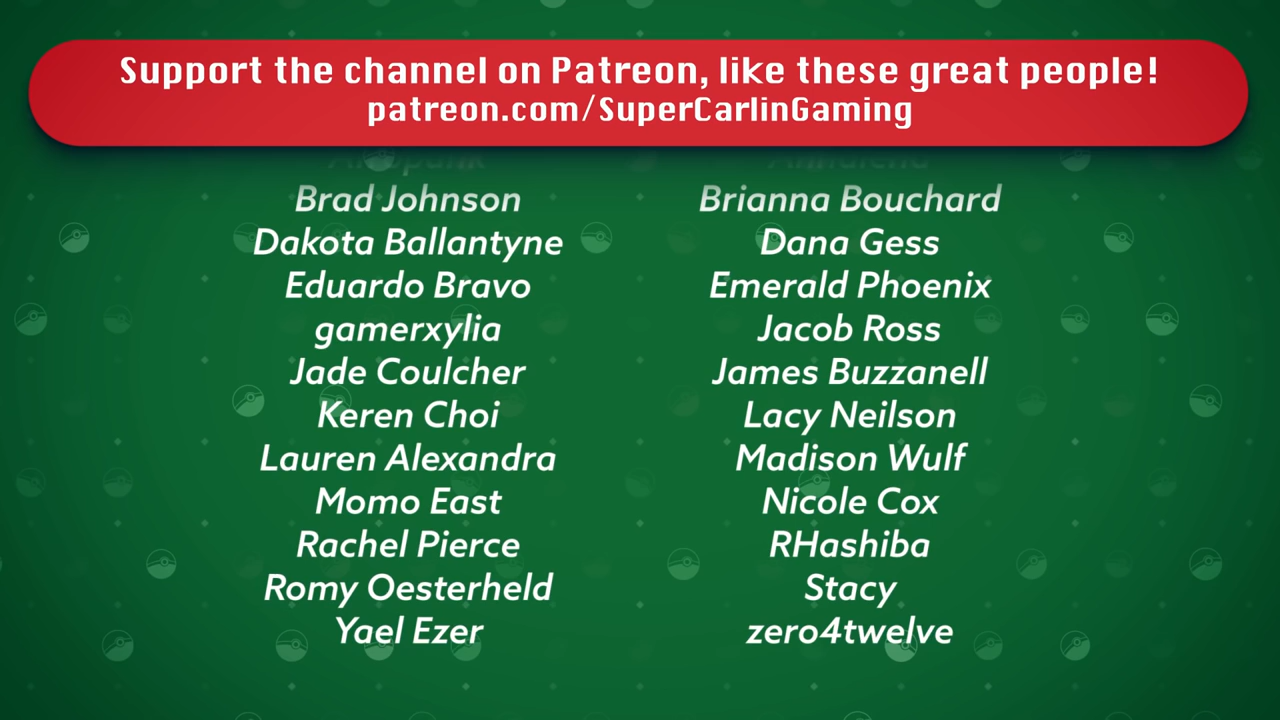 Support the channel on Patreon, like these great people!
patreon.com/SuperCarlinGaming
Brad Johnson Brianna Bouchard
Dakota Ballantyne Dana Gess
Eduardo Bravo Emerald Phoenix
gamerxylia Jacob Ross
Jade Coulcher James Buzzanell
Keren Choi Lacy Neilson
Lauren Alexandra Madison Wulf
Momo East Nicole Cox
Rachel Pierce RHashiba
Romy Oesterheld Stacy
Yael Ezer zero4twelve